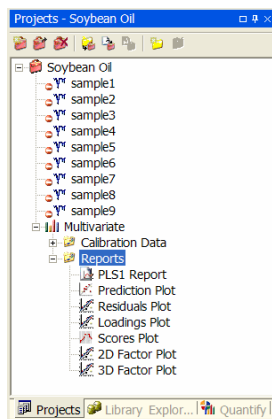 Projects - Soybean Oil
Soybean Oil
sample1
sample2
sample3
sample4
sample5
sample6
sample7
sample8
sample9
Multivariate
Calibration Data
Reports
PLS1 Report
Prediction Plot
Residuals Plot
Loadings Plot
Scores Plot
2D Factor Plot
3D Factor Plot
Projects Library Explor... Quantify